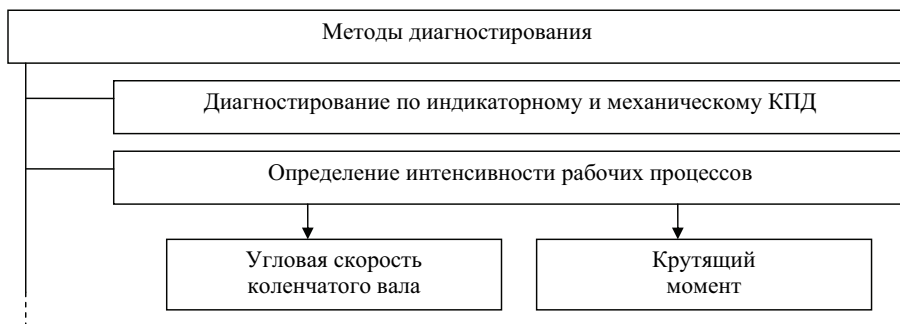 Методы диагностирования
Диагностирование по индикаторному и механическому КПД
Определение интенсивности рабочих процессов
Угловая скорость
коленчатого вала
Крутящий
момент